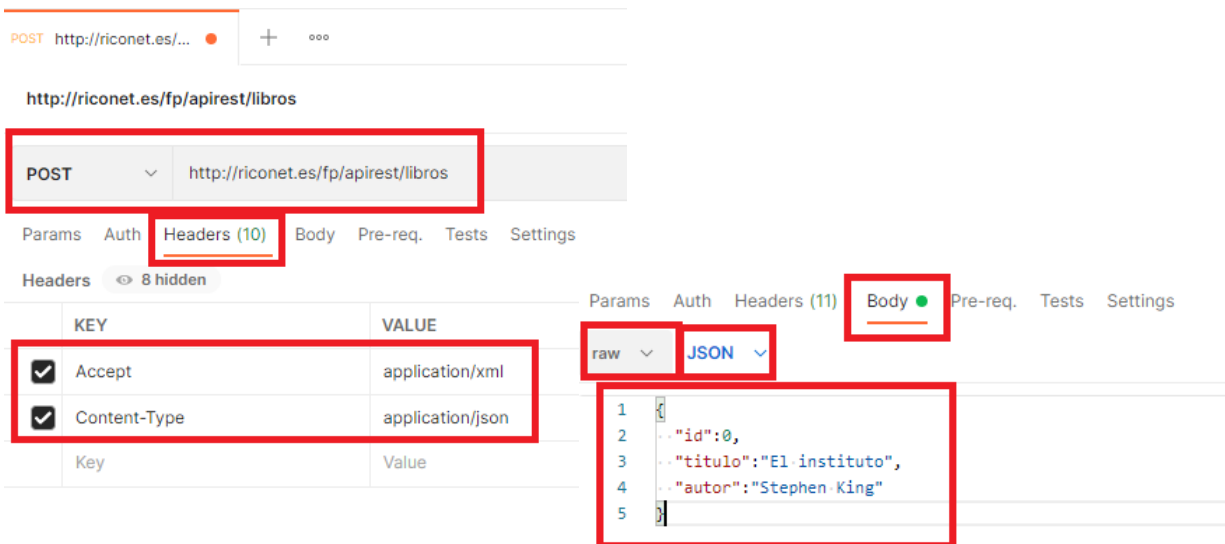 POST http://riconet.es/... + ooo
http://riconet.es/fp/apirest/libros
POST http://riconet.es/fp/apirest/libros
Params Auth Headers (10) Body Pre-req. Tests Settings
Headers 8 hidden
KEY VALUE
Accept application/xml
Content-Type application/json
Key Value
Params Auth Headers (11) Body Pre-req. Tests Settings
raw JSON
1 {
2 "id":0,
3 "titulo":"El instituto",
4 "autor":"Stephen King"
5 }